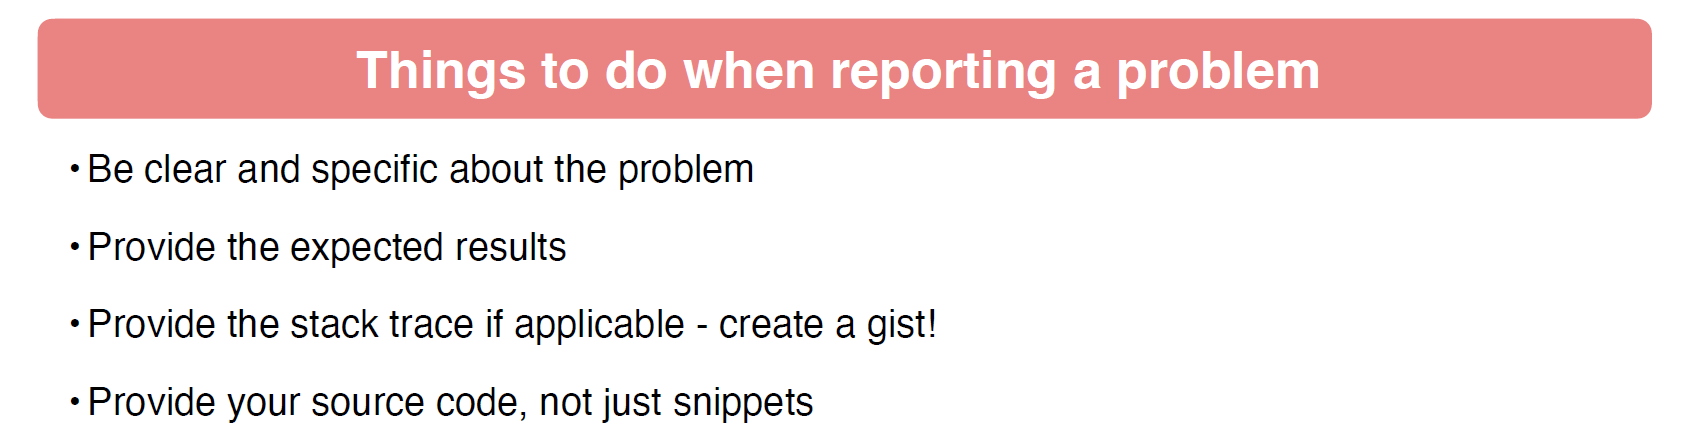 Things to do when reporting a problem
• Be clear and specific about the problem
• Provide the expected results
• Provide the stack trace if applicable - create a gist!
• Provide your source code, not just snippets